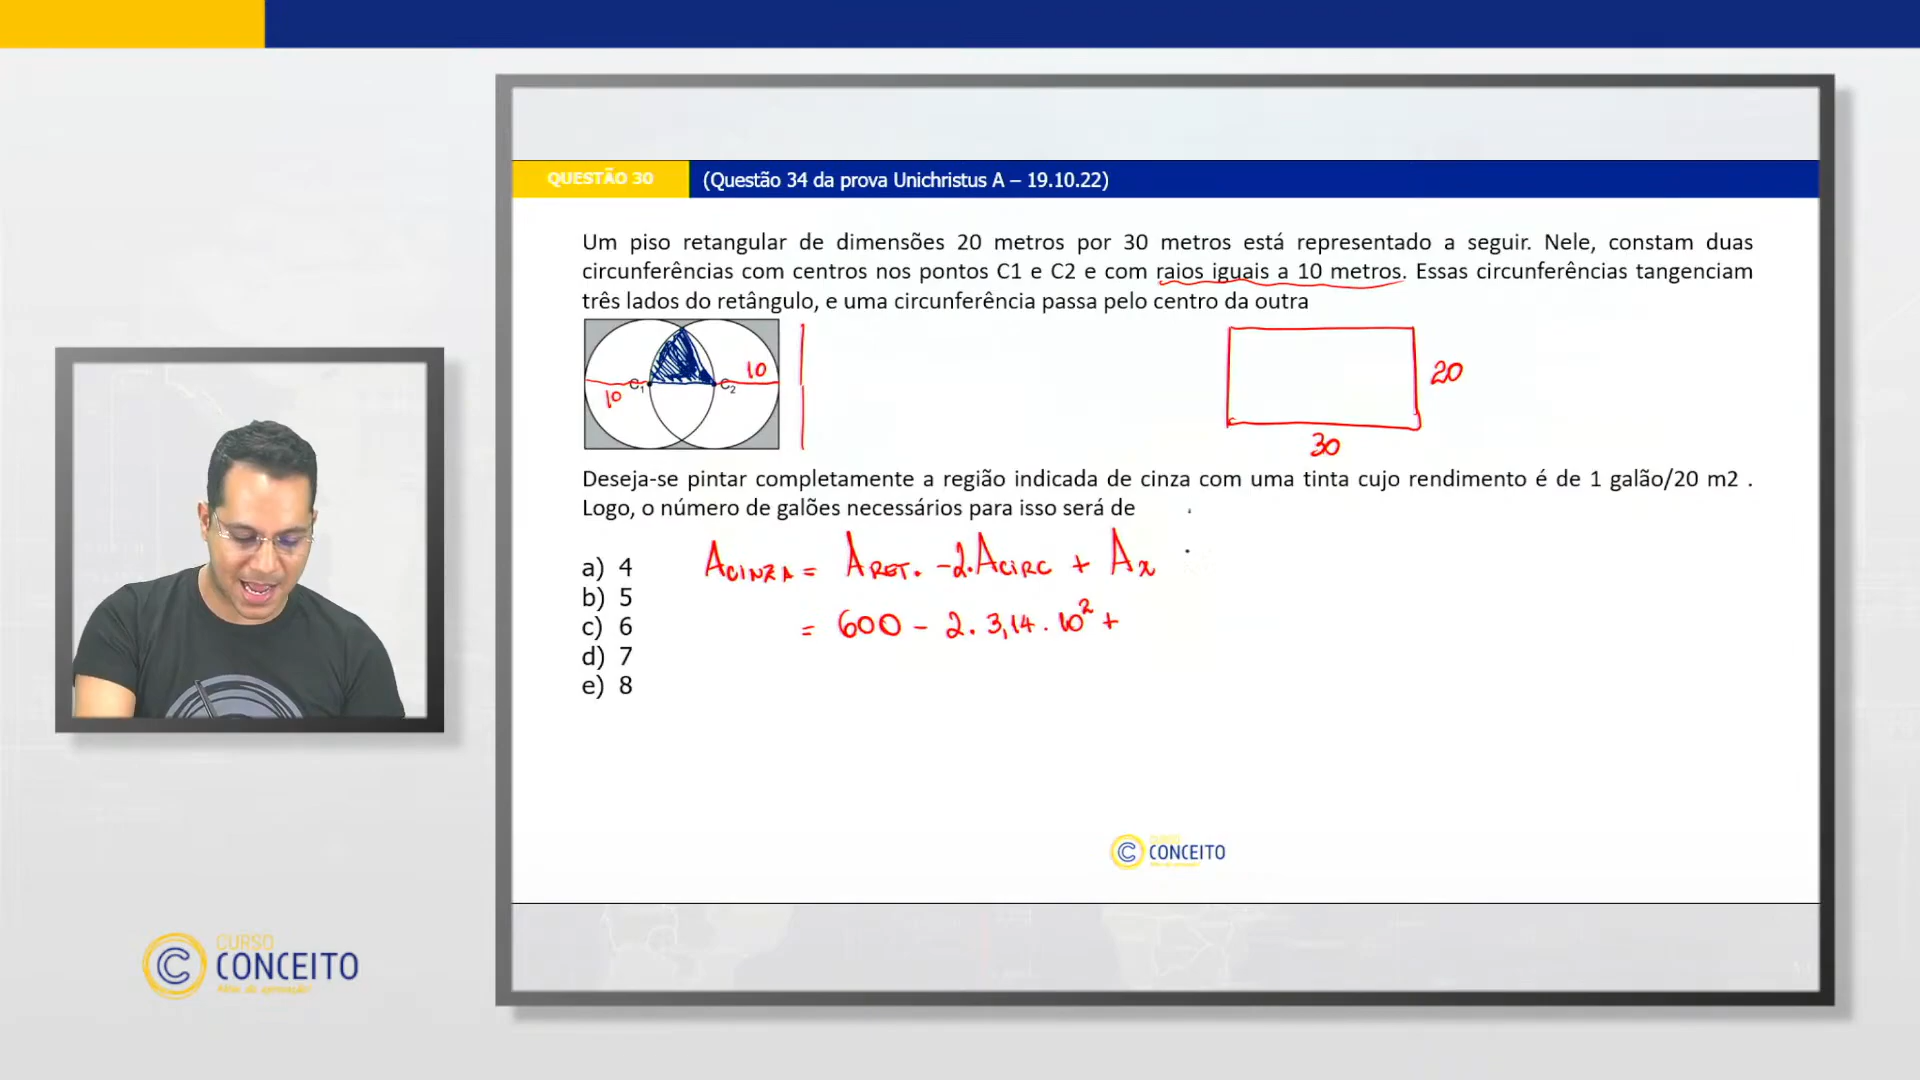 QUESTÃO 30
(Questão 34 da prova Unichristus A – 19.10.22)
Um piso retangular de dimensões 20 metros por 30 metros está representado a seguir. Nele, constam duas
circunferências com centros nos pontos C1 e C2 e com raios iguais a 10 metros. Essas circunferências tangenciam
três lados do retângulo, e uma circunferência passa pelo centro da outra
10
C1
C2
10
20
30
Deseja-se pintar completamente a região indicada de cinza com uma tinta cujo rendimento é de 1 galão/20 m2 .
Logo, o número de galões necessários para isso será de
a) 4
b) 5
c) 6
d) 7
e) 8
ACINZA = ARET. -2.ACIRC + Ax
= 600 - 2. 3,14 . 10² +
CURSO
CONCEITO
CURSO
CONCEITO